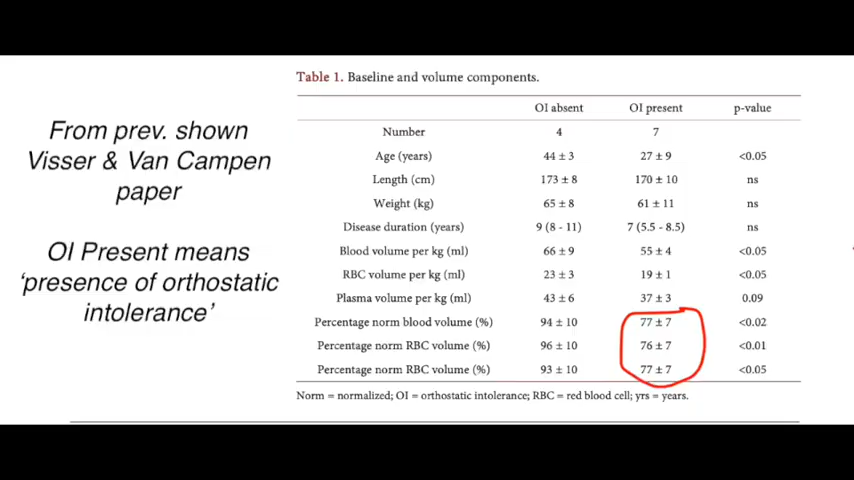 From prev. shown
Visser & Van Campen
paper
OI Present means
‘presence of orthostatic
intolerance’
Table 1. Baseline and volume components.
OI absent OI present p-value
Number 4 7
Age (years) 44 ± 3 27 ± 9 <0.05
Length (cm) 173 ± 8 170 ± 10 ns
Weight (kg) 65 ± 8 61 ± 11 ns
Disease duration (years) 9 (8 - 11) 7 (5.5 - 8.5) ns
Blood volume per kg (ml) 66 ± 9 55 ± 4 <0.05
RBC volume per kg (ml) 23 ± 3 19 ± 1 <0.05
Plasma volume per kg (ml) 43 ± 6 37 ± 3 0.09
Percentage norm blood volume (%) 94 ± 10 77 ± 7 <0.02
Percentage norm RBC volume (%) 96 ± 10 76 ± 7 <0.01
Percentage norm RBC volume (%) 93 ± 10 77 ± 7 <0.05
Norm = normalized; OI = orthostatic intolerance; RBC = red blood cell; yrs = years.